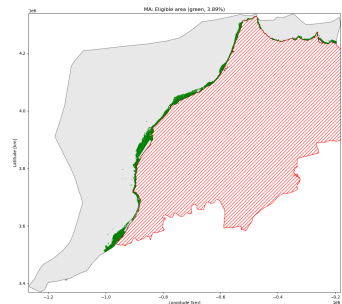 MA: Eligible area (green, 3.89%)
1e6
4.2
4.0
3.8
3.6
3.4
Latitude [km]
−1.2
−1.0
−0.8
−0.6
−0.4
−0.2
1e6
Longitude [km]